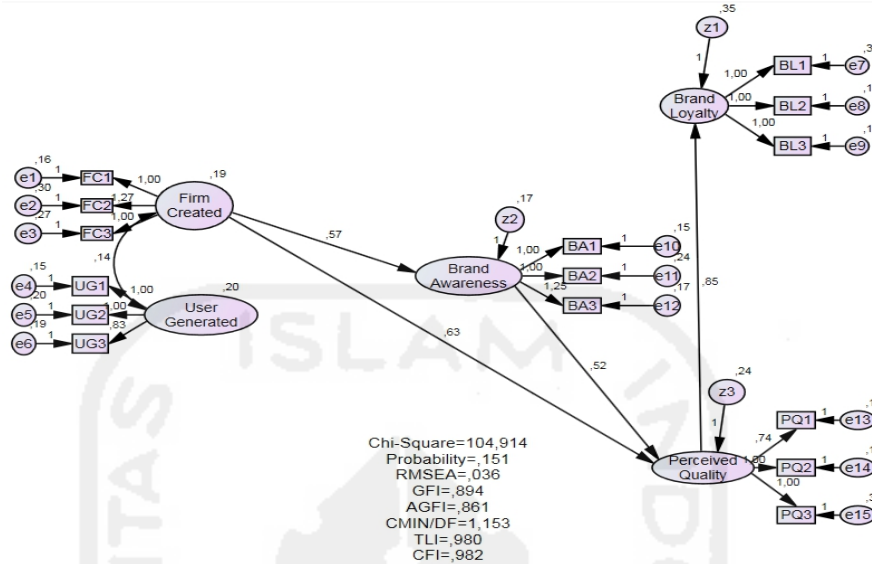 ,35
z1
1
BL1
1
e7
,3
1,00
Brand
Loyalty
1,00
BL2
1
e8
,1
1,00
BL3
1
e9
,1
,16
e1
1
FC1
1,00
,19
Firm
Created
,30
e2
1
FC2
1,27
,27
e3
1
FC3
1,00
,14
,15
e4
1
UG1
1,00
,20
User
Generated
,20
e5
1
UG2
1,00
,19
e6
1
UG3
,83
,57
,63
,17
z2
1
Brand
Awareness
1,00
BA1
1
,15
e10
1,00
BA2
1
,24
e11
1,25
BA3
1
,17
e12
,85
,52
,24
z3
1
Perceived
Quality
,74
PQ1
1
e13
,1
1,00
PQ2
1
e14
,1
1,00
PQ3
1
e15
,3
ISLAM
Chi-Square=104,914
Probability=,151
RMSEA=,036
GFI=,894
AGFI=,861
CMIN/DF=1,153
TLI=,980
CFI=,982